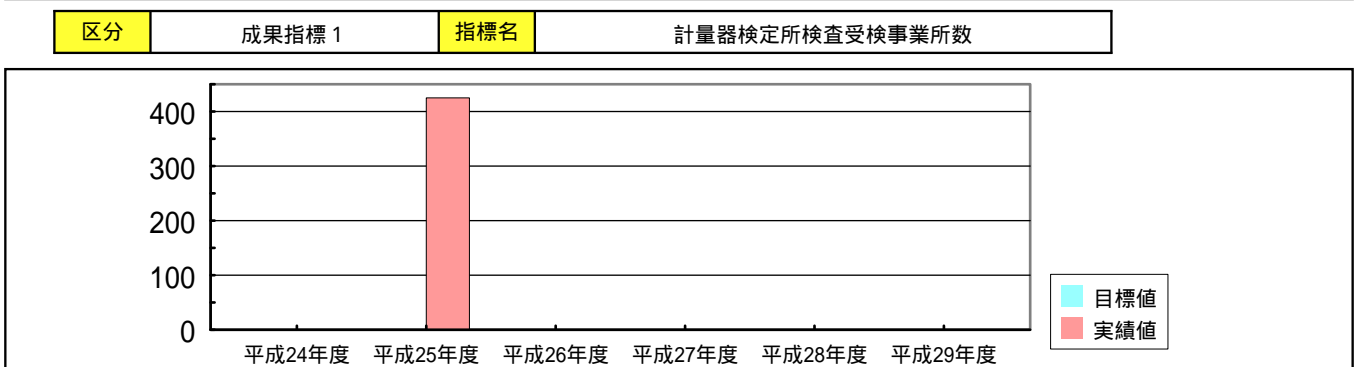 区分 成果指標1 指標名 計量器検定所検査受検事業所数
400
300
200
100
0
平成24年度 平成25年度 平成26年度 平成27年度 平成28年度 平成29年度
目標値
実績値